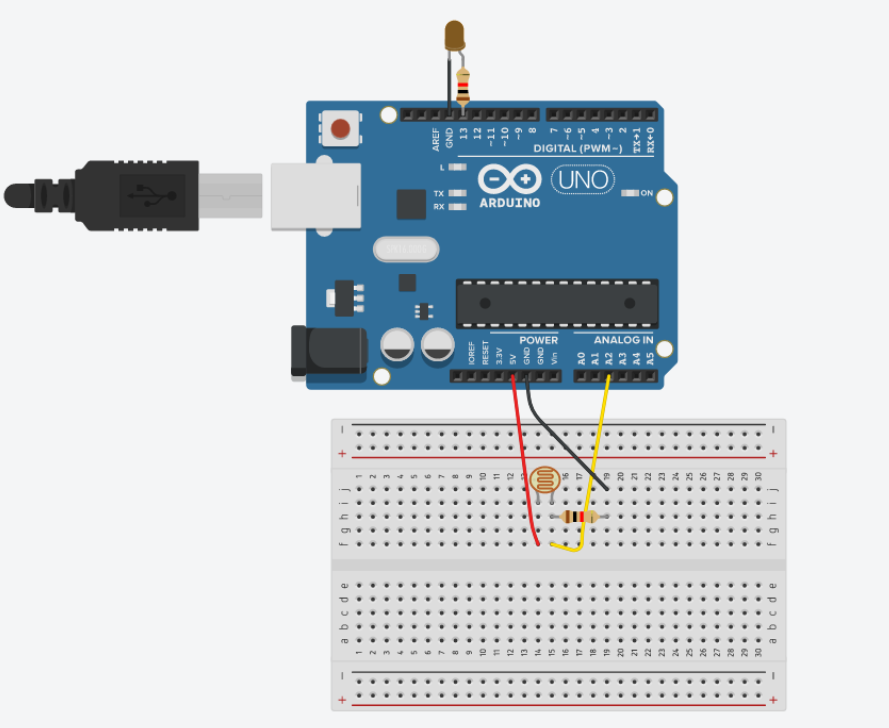 AREF
GND
13
12
~11
~10
~9
8
7
~6
~5
4
~3
2
TX→1
RX←0
DIGITAL (PWM~)
L
TX
RX
UNO
ON
ARDUINO
POWER
ANALOG IN
IOREF
RESET
3.3V
5V
GND
GND
Vin
A0
A1
A2
A3
A4
A5
− −
+ +
1 2 3 4 5 6 7 8 9 10 11 12 13 16 17 18 19 20 21 22 23 24 25 26 27 28 29 30
j j
i i
h h
g g
f f
e e
d d
c c
b b
a a
1 2 3 4 5 6 7 8 9 10 11 12 13 14 15 16 17 18 19 20 21 22 23 24 25 26 27 28 29 30
− −
+ +